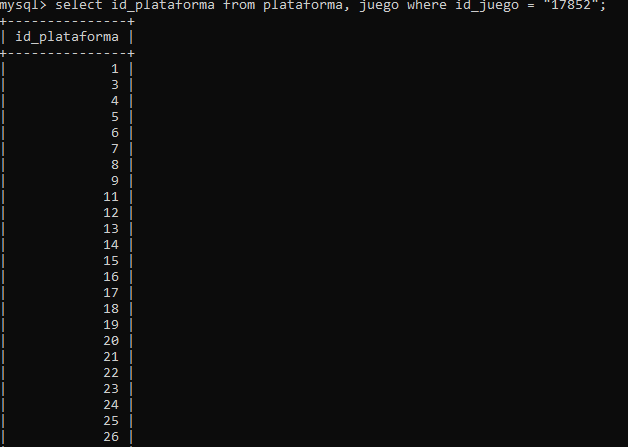 mysql> select id_plataforma from plataforma, juego where id_juego = "17852";
+---------------+
| id_plataforma |
+---------------+
|             1 |
|             3 |
|             4 |
|             5 |
|             6 |
|             7 |
|             8 |
|             9 |
|            11 |
|            12 |
|            13 |
|            14 |
|            15 |
|            16 |
|            17 |
|            18 |
|            19 |
|            20 |
|            21 |
|            22 |
|            23 |
|            24 |
|            25 |
|            26 |